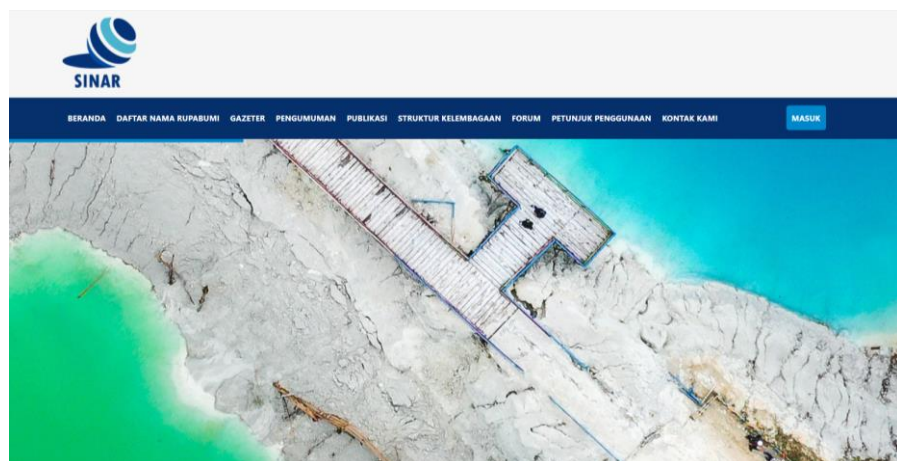 SINAR
BERANDA DAFTAR NAMA RUPABUMI GAZETER PENGUMUMAN PUBLIKASI STRUKTUR KELEMBAGAAN FORUM PETUNJUK PENGGUNAAN KONTAK KAMI MASUK